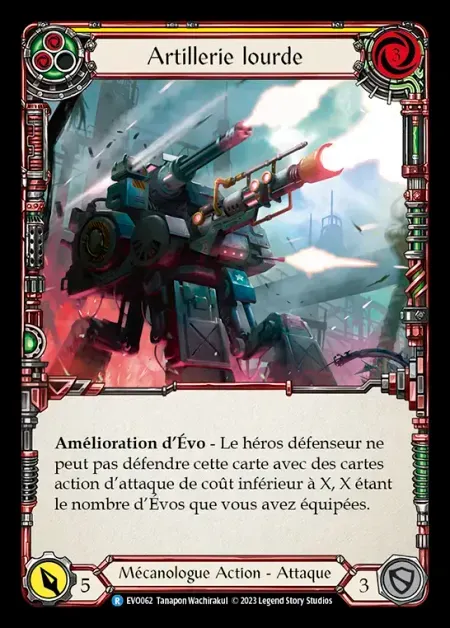 Artillerie lourde
3
Amélioration d'Évo - Le héros défenseur ne
peut pas défendre cette carte avec des cartes
action d'attaque de coût inférieur à X, X étant
le nombre d'Évos que vous avez équipées.
5
Mécanologue Action - Attaque
3
R EVO062 Tanapon Wachirakul © 2023 Legend Story Studios